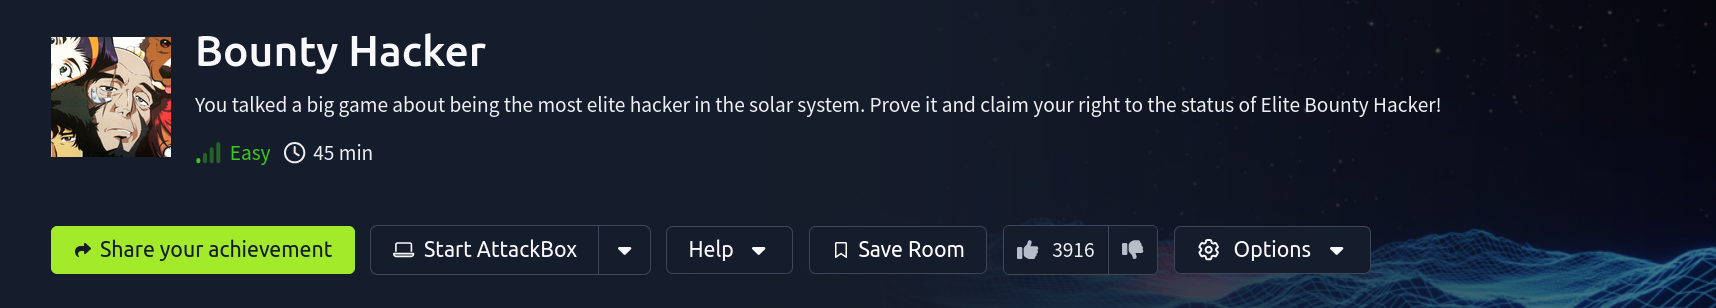 Bounty Hacker
You talked a big game about being the most elite hacker in the solar system. Prove it and claim your right to the status of Elite Bounty Hacker!
Easy 45 min
Share your achievement Start AttackBox Help Save Room 3916 Options